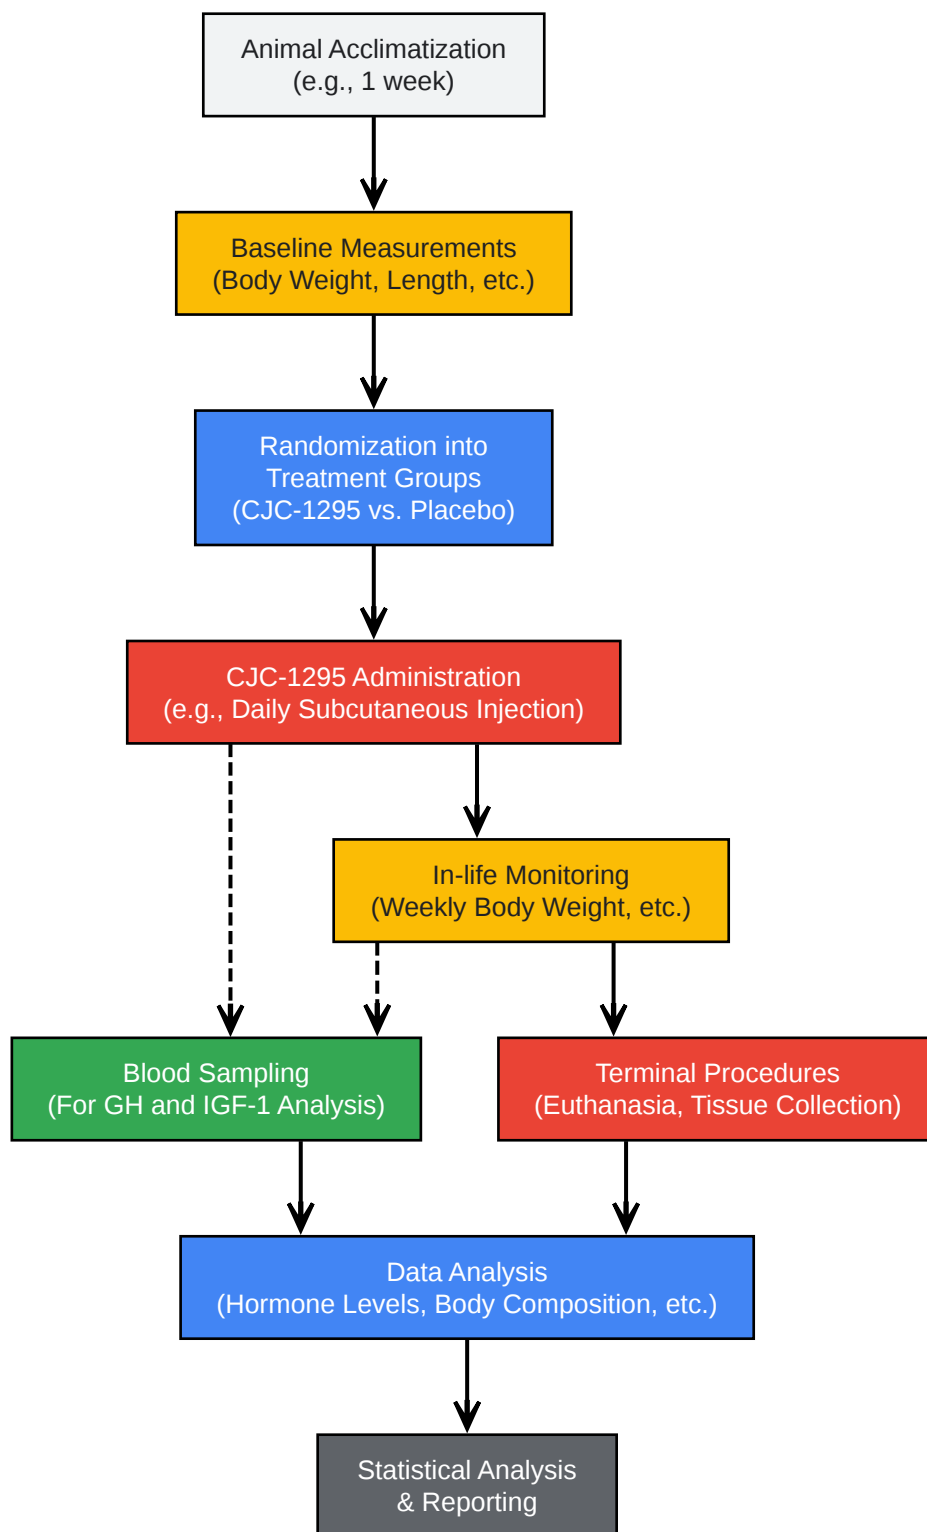 Animal Acclimatization
(e.g., 1 week)
Baseline Measurements
(Body Weight, Length, etc.)
Randomization into
Treatment Groups
(CJC-1295 vs. Placebo)
CJC-1295 Administration
(e.g., Daily Subcutaneous Injection)
In-life Monitoring
(Weekly Body Weight, etc.)
Blood Sampling
(For GH and IGF-1 Analysis)
Terminal Procedures
(Euthanasia, Tissue Collection)
Data Analysis
(Hormone Levels, Body Composition, etc.)
Statistical Analysis
& Reporting